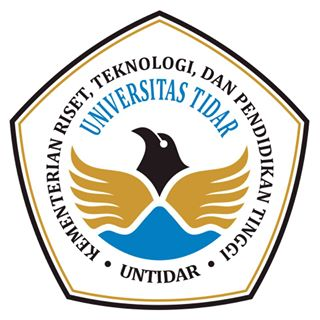 KEMENTERIAN RISET, TEKNOLOGI, DAN PENDIDIKAN TINGGI
UNIVERSITAS TIDAR
• UNTIDAR •